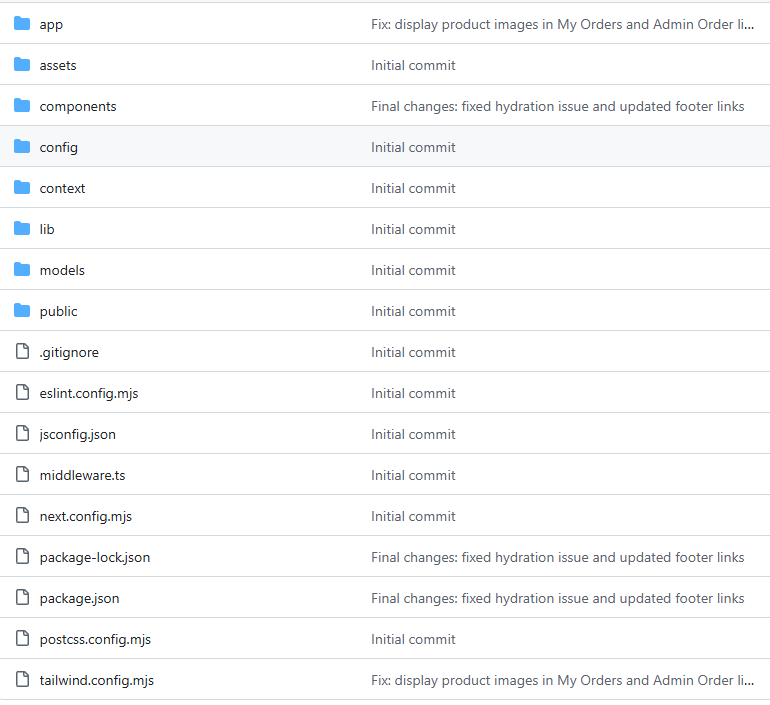 app Fix: display product images in My Orders and Admin Order li...
assets Initial commit
components Final changes: fixed hydration issue and updated footer links
config Initial commit
context Initial commit
lib Initial commit
models Initial commit
public Initial commit
.gitignore Initial commit
eslint.config.mjs Initial commit
jsconfig.json Initial commit
middleware.ts Initial commit
next.config.mjs Initial commit
package-lock.json Final changes: fixed hydration issue and updated footer links
package.json Final changes: fixed hydration issue and updated footer links
postcss.config.mjs Initial commit
tailwind.config.mjs Fix: display product images in My Orders and Admin Order li...